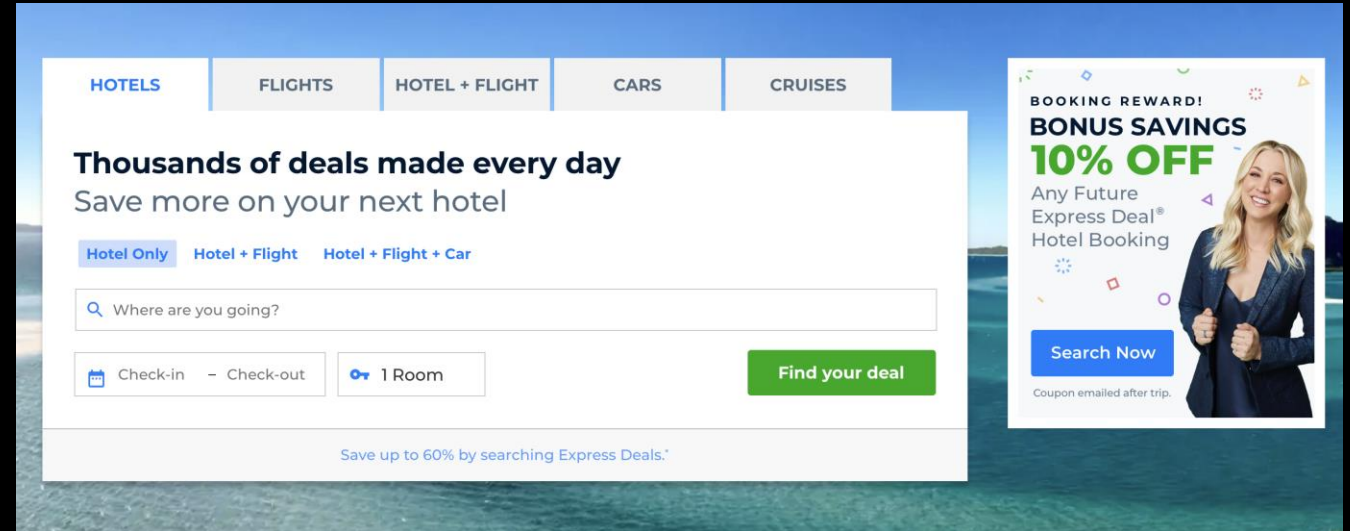 HOTELS
FLIGHTS
HOTEL + FLIGHT
CARS
CRUISES
Thousands of deals made every day
Save more on your next hotel
Hotel Only
Hotel + Flight
Hotel + Flight + Car
Where are you going?
Check-in – Check-out
1 Room
Find your deal
Save up to 60% by searching Express Deals.*
BOOKING REWARD!
BONUS SAVINGS
10% OFF
Any Future
Express Deal®
Hotel Booking
Search Now
Coupon emailed after trip.